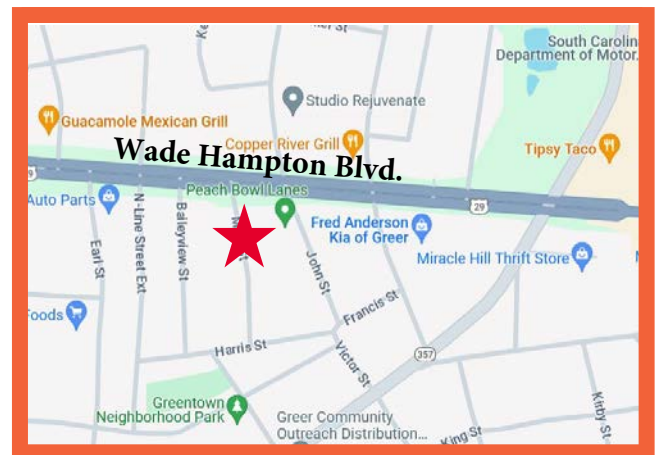 South Carolin
Department of Motor.
Studio Rejuvenate
Guacamole Mexican Grill
Copper River Grill
Wade Hampton Blvd.
Tipsy Taco
Peach Bowl Lanes
Auto Parts
29
Fred Anderson
Kia of Greer
Miracle Hill Thrift Store
Earl St
N-Line Street Ext
Baileyview St
John St
Francis St
Foods
Harris St
Victor St
357
Greentown
Neighborhood Park
Greer Community
Outreach Distribution...
King St
Kirby St